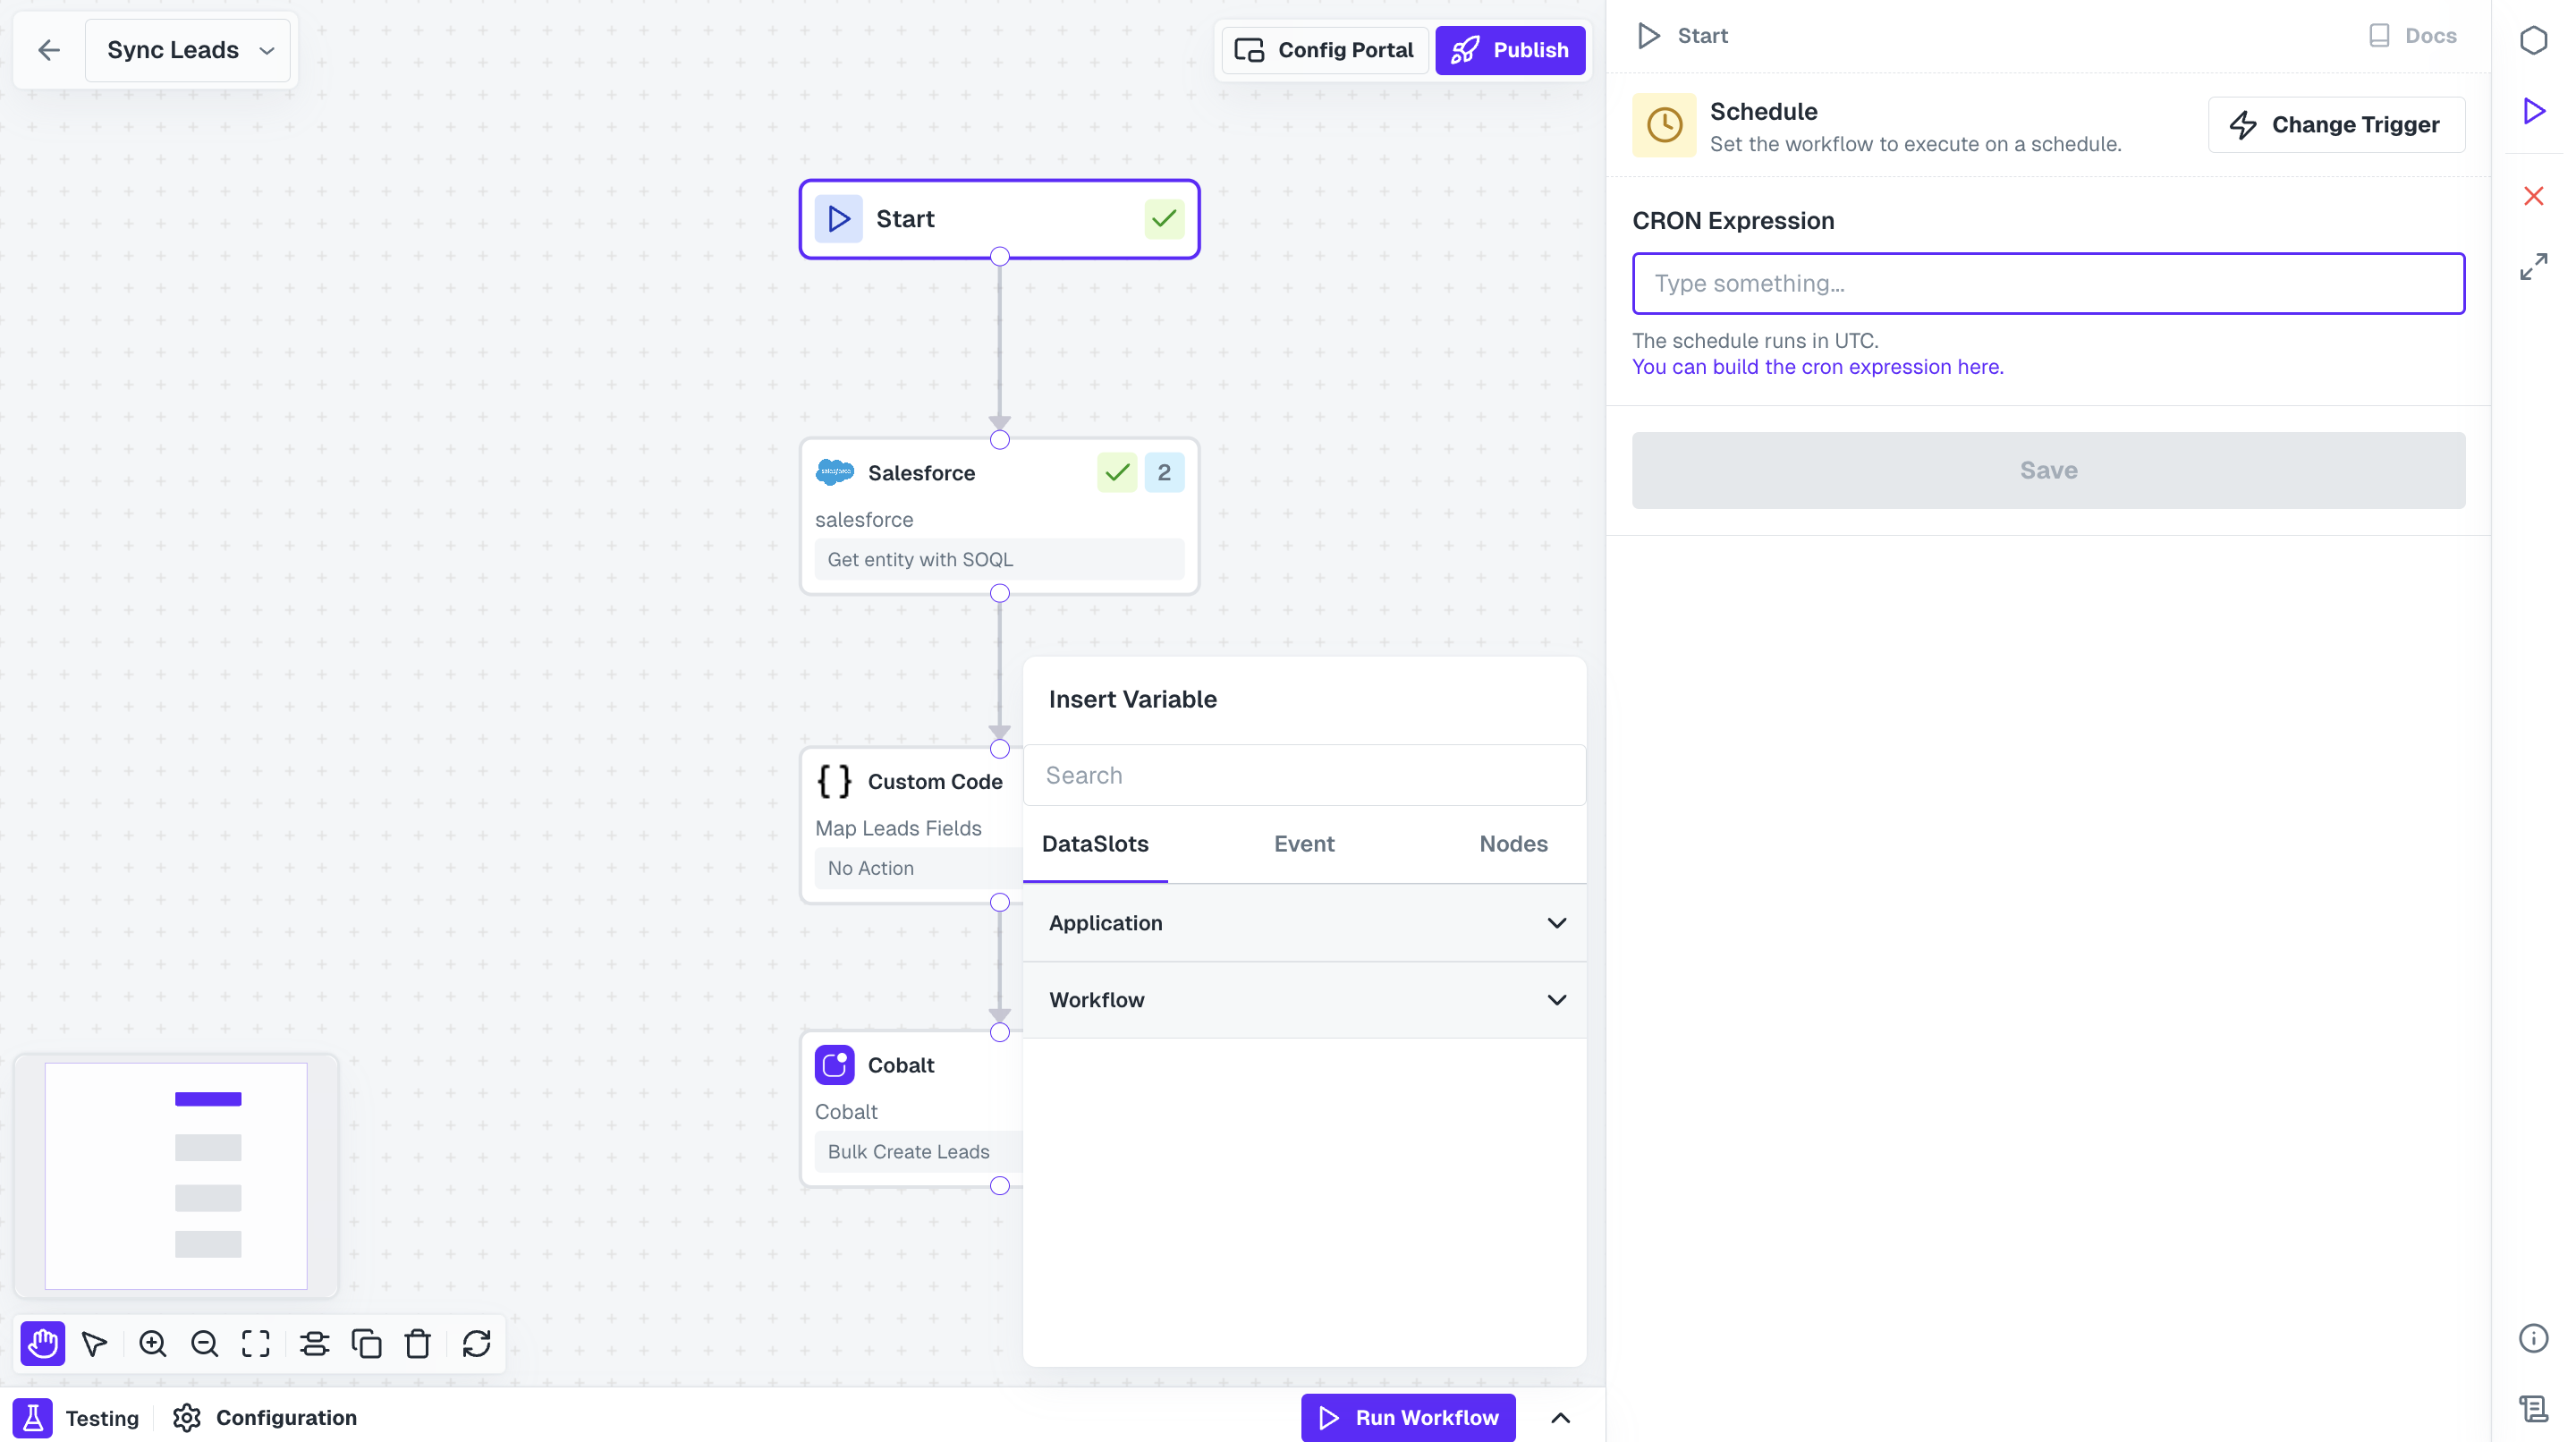 Sync Leads
Config Portal
Publish
Start
Salesforce
2
salesforce
Get entity with SOQL
Custom Code
Map Leads Fields
No Action
Cobalt
Cobalt
Bulk Create Leads
Insert Variable
Search
DataSlots
Event
Nodes
Application
Workflow
Testing
Configuration
Run Workflow
Start
Docs
Schedule
Set the workflow to execute on a schedule.
Change Trigger
CRON Expression
Type something...
The schedule runs in UTC.
You can build the cron expression here.
Save